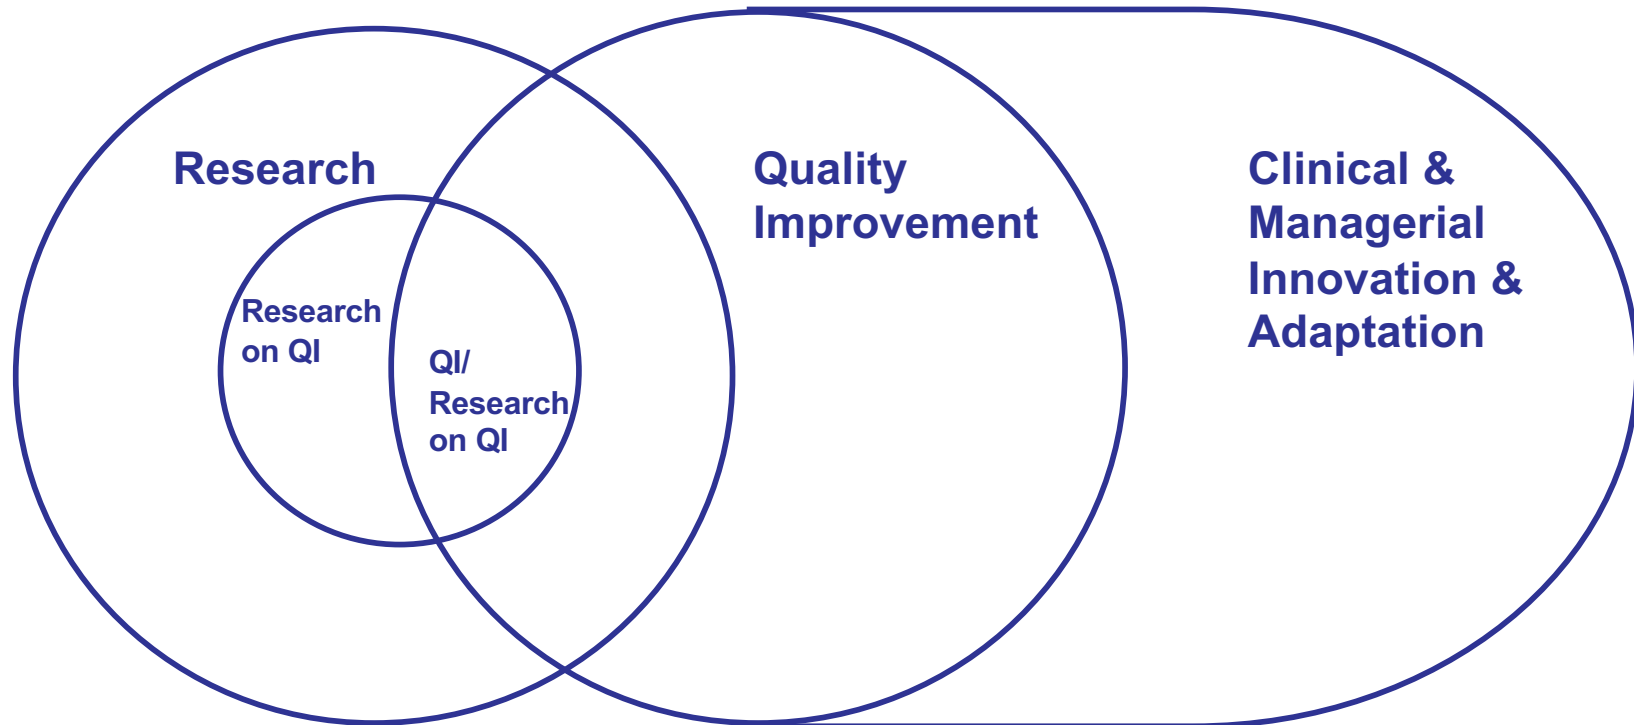 Research
Research
on QI
QI/
Research
on QI
Quality
Improvement
Clinical &
Managerial
Innovation &
Adaptation